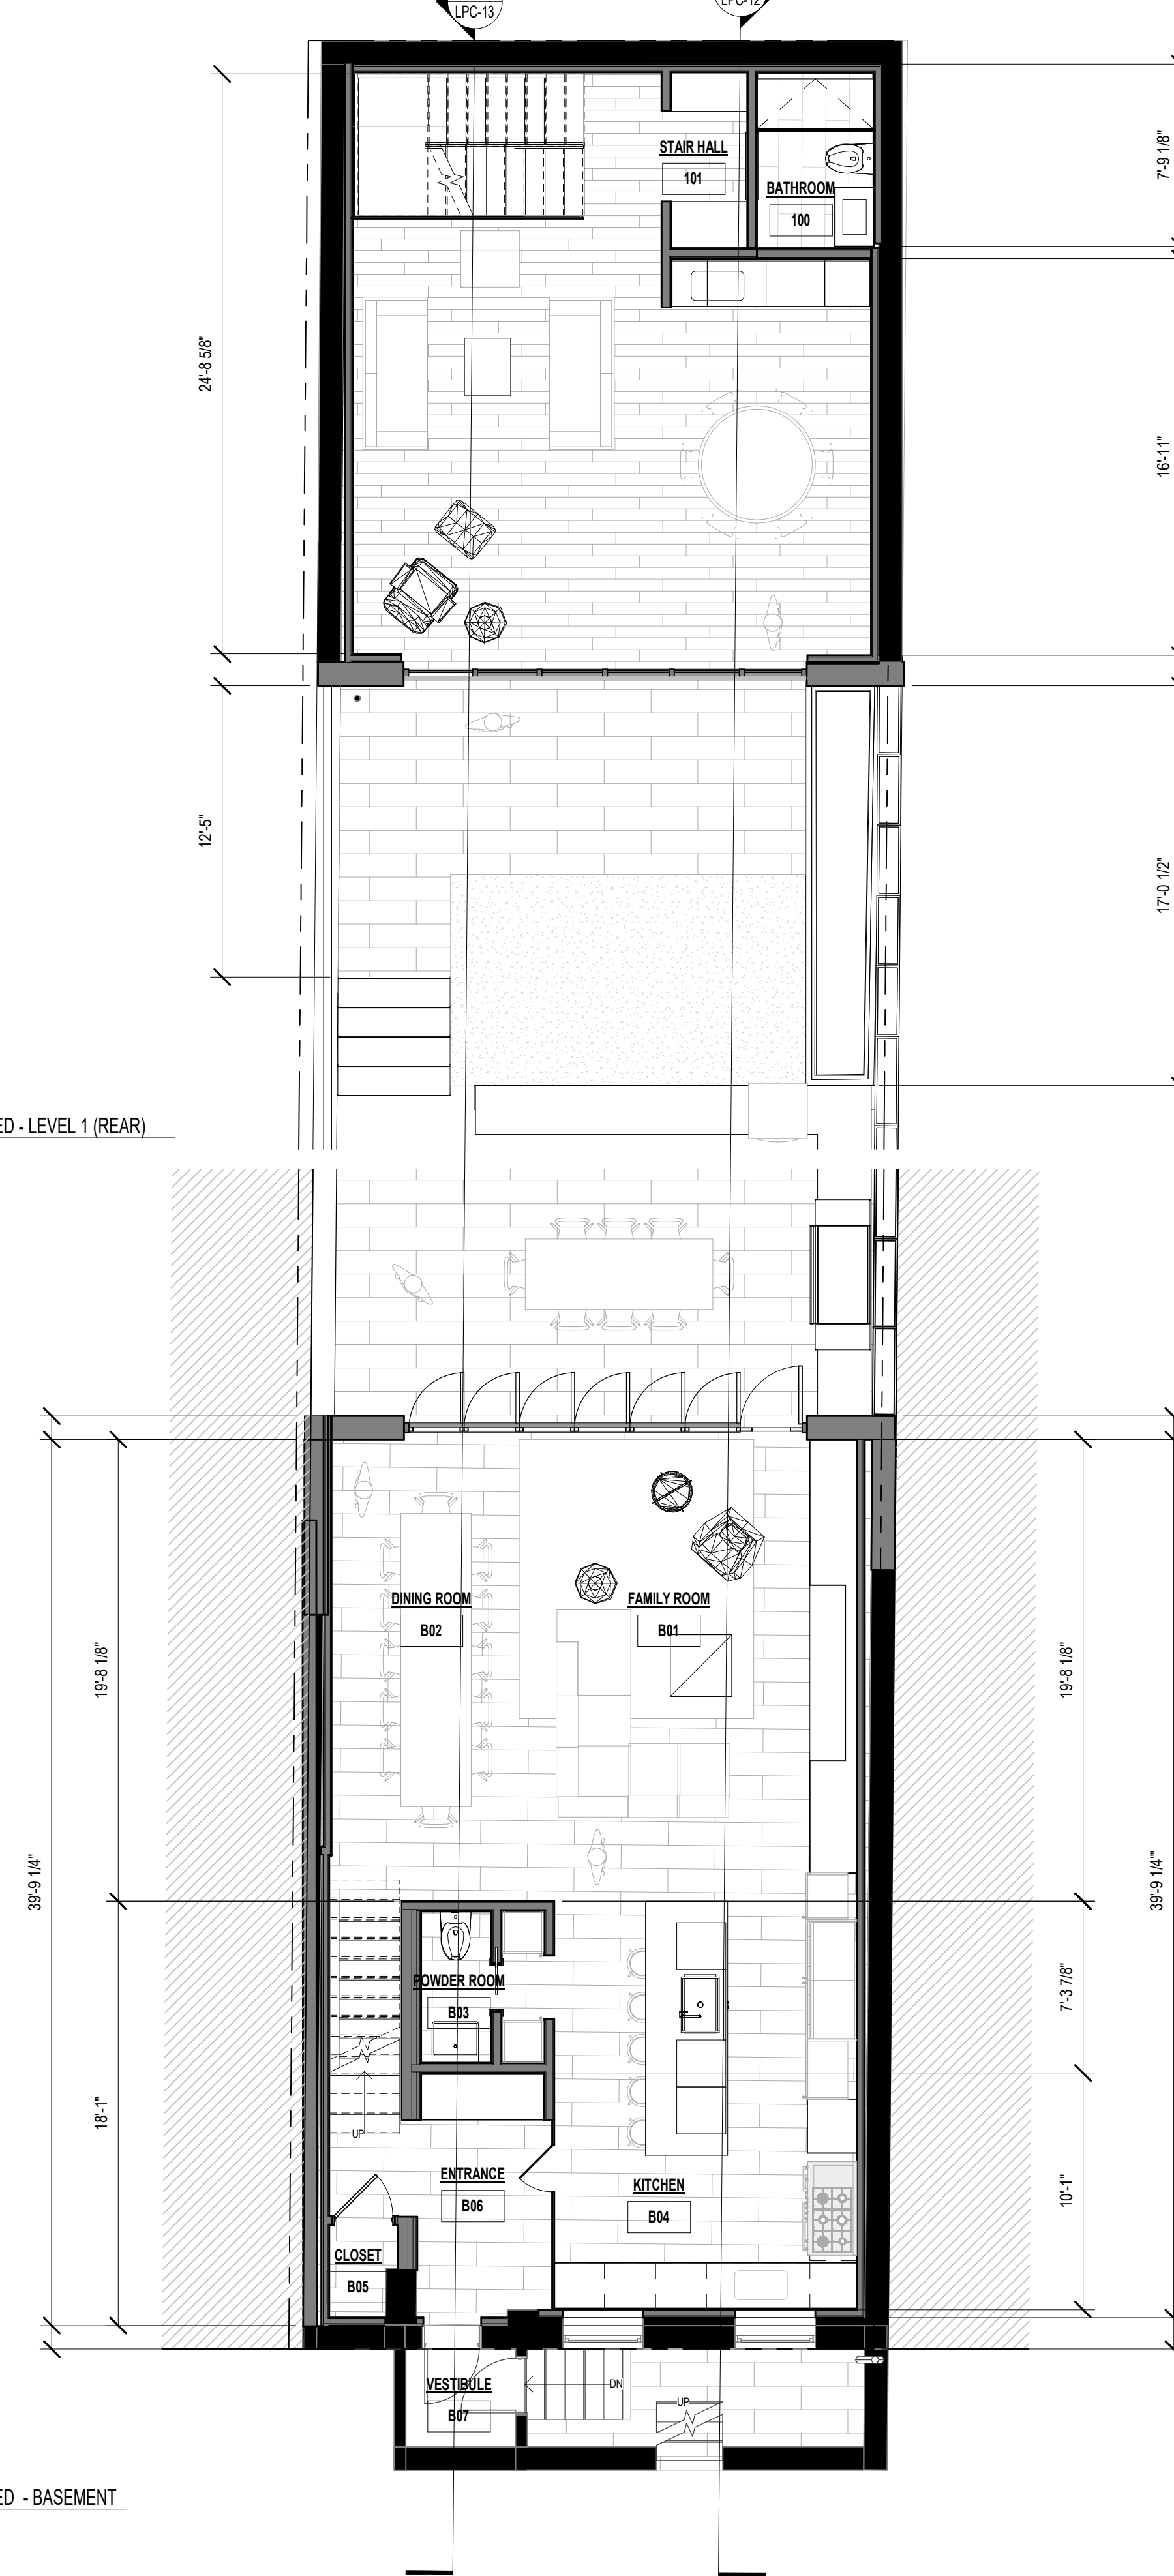 LPC-13
LPC-12
STAIR HALL
101
BATHROOM
100
7'-9 1/8"
24'-8 5/8"
16'-11"
12'-5"
17'-0 1/2"
ED - LEVEL 1 (REAR)
DINING ROOM
B02
FAMILY ROOM
B01
19'-8 1/8"
19'-8 1/8"
39'-9 1/4"
39'-9 1/4""
POWDER ROOM
B03
7'-3 7/8"
18'-1"
UP
ENTRANCE
B06
KITCHEN
B04
10'-1"
CLOSET
B05
VESTIBULE
B07
DN
UP
ED - BASEMENT